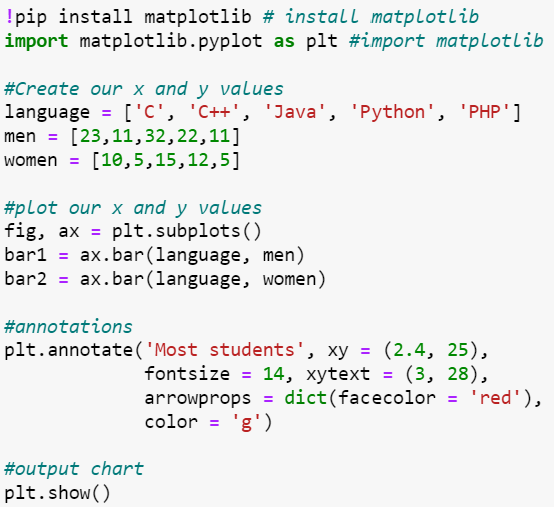 !pip install matplotlib # install matplotlib
import matplotlib.pyplot as plt #import matplotlib
#Create our x and y values
language = ['C', 'C++', 'Java', 'Python', 'PHP']
men = [23,11,32,22,11]
women = [10,5,15,12,5]
#plot our x and y values
fig, ax = plt.subplots()
bar1 = ax.bar(language, men)
bar2 = ax.bar(language, women)
#annotations
plt.annotate('Most students', xy = (2.4, 25),
fontsize = 14, xytext = (3, 28),
arrowprops = dict(facecolor = 'red'),
color = 'g')
#output chart
plt.show()